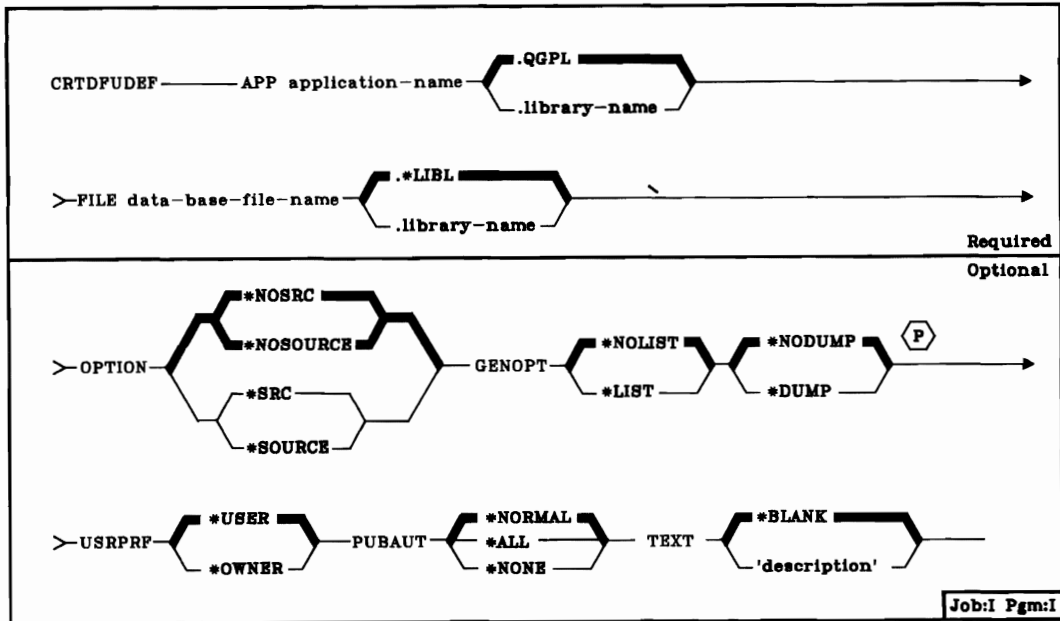 .QGPL
CRTDFUDEF APP application-name
.library-name
.*LIBL
FILE data-base-file-name
.library-name
Required
Optional
*NOSRC *NOLIST *NODUMP P
*NOSOURCE
OPTION GENOPT
*SRC *LIST *DUMP
*SOURCE
*USER *NORMAL *BLANK
USRPRF PUBAUT *ALL TEXT
*OWNER *NONE 'description'
Job:I Pgm:I